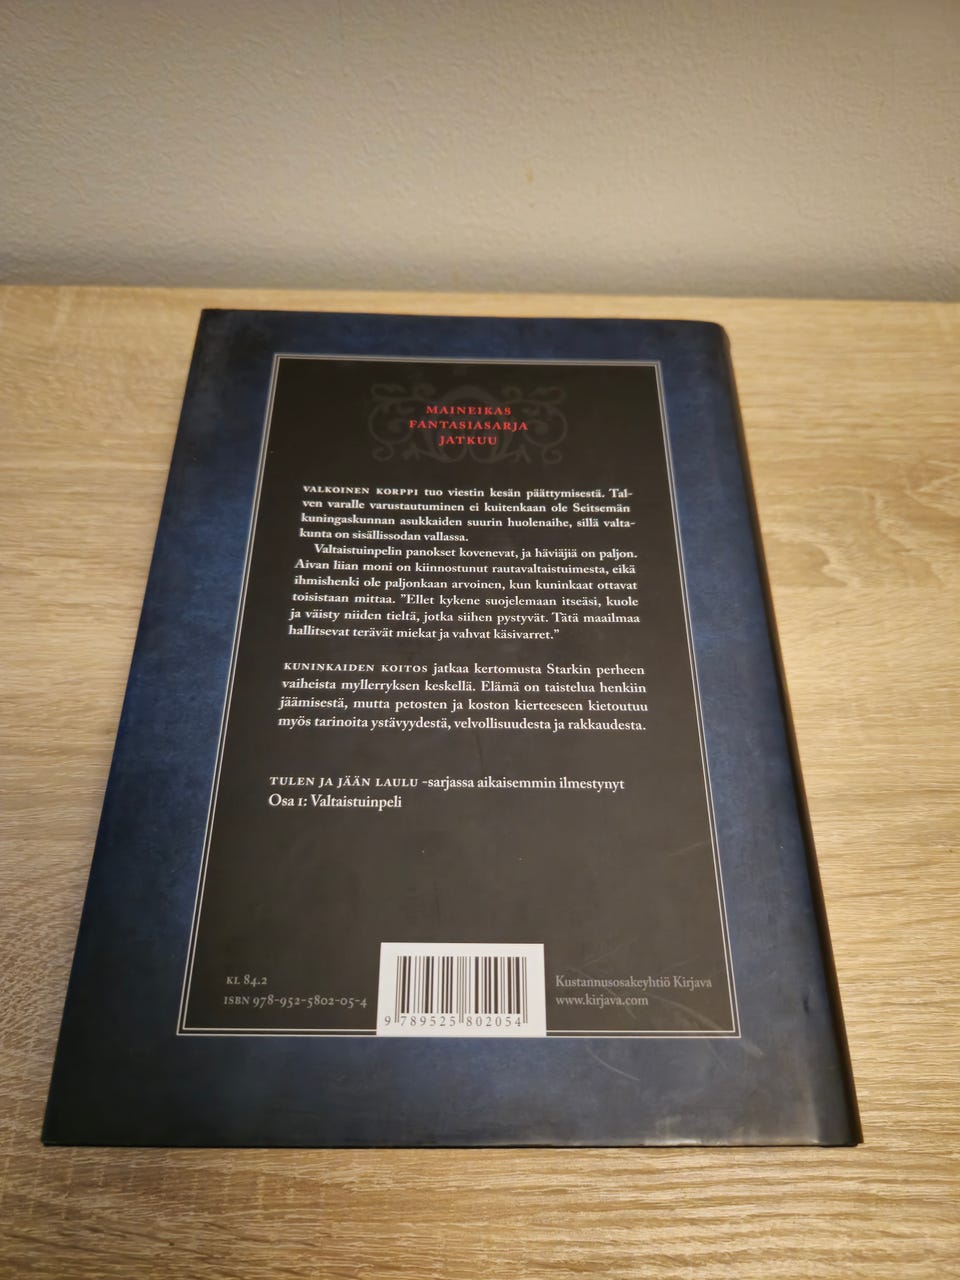 MAINEIKAS
FANTASIASARJA
JATKUU
VALKOINEN KORPPI tuo viestin kesän päättymisestä. Tal-
ven varalle varustautuminen ei kuitenkaan ole Seitsemän
kuningaskunnan asukkaiden suurin huolenaihe, sillä valta-
kunta on sisällissodan vallassa.
Valtaistuinpelin panokset kovenevat, ja häviäjiä on paljon.
Aivan liian moni on kiinnostunut rautavaltaistuimesta, eikä
ihmishenki ole paljonkaan arvoinen, kun kuninkaat ottavat
toisistaan mittaa. ”Ellet kykene suojelemaan itseäsi, kuole
ja väisty niiden tieltä, jotka siihen pystyvät. Tätä maailmaa
hallitsevat terävät miekat ja vahvat käsivarret.”
KUNINKAIDEN KOITOS jatkaa kertomusta Starkin perheen
vaiheista myllerryksen keskellä. Elämä on taistelua henkiin
jäämisestä, mutta petosten ja koston kierteeseen kietoutuu
myös tarinoita ystävyydestä, velvollisuudesta ja rakkaudesta.
TULEN JA JÄÄN LAULU -sarjassa aikaisemmin ilmestynyt
Osa 1: Valtaistuinpeli
KL 84.2
ISBN 978-952-5802-05-4
9 789525 802054
Kustannusosakeyhtiö Kirjava
www.kirjava.com